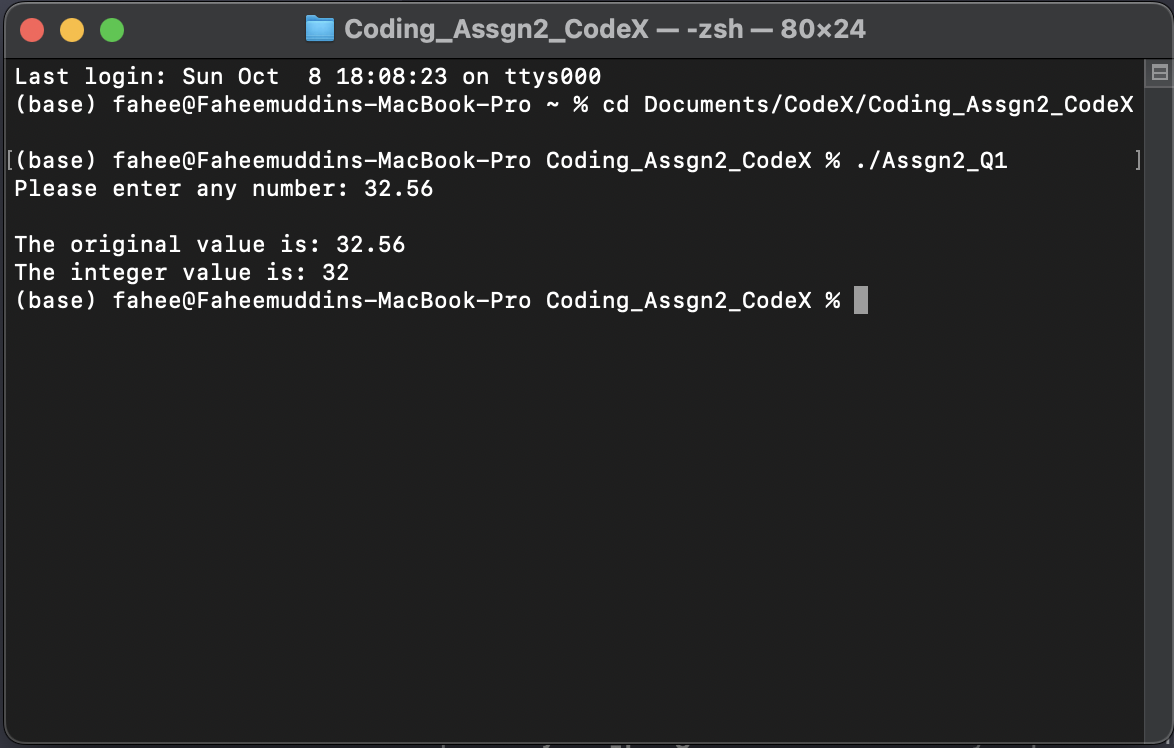 Coding_Assgn2_CodeX — -zsh — 80×24
Last login: Sun Oct  8 18:08:23 on ttys000
(base) fahee@Faheemuddins-MacBook-Pro ~ % cd Documents/CodeX/Coding_Assgn2_CodeX
[(base) fahee@Faheemuddins-MacBook-Pro Coding_Assgn2_CodeX % ./Assgn2_Q1 ]
Please enter any number: 32.56
The original value is: 32.56
The integer value is: 32
(base) fahee@Faheemuddins-MacBook-Pro Coding_Assgn2_CodeX %